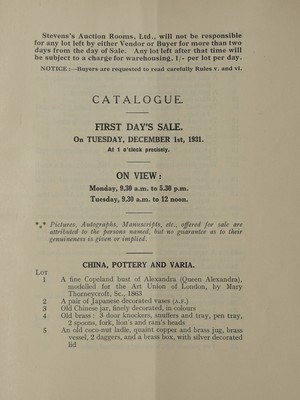 Stevens's Auction Rooms, Ltd., will not be responsible
for any lot left by either Vendor or Buyer for more than two
days from the day of Sale. Any lot left after that time will
be subject to a charge for warehousing, 1/- per lot per day.
NOTICE:—Buyers are requested to read carefully Rules v. and vi.
CATALOGUE.
FIRST DAY'S SALE.
On TUESDAY, DECEMBER 1st, 1931.
At 1 o'clock precisely.
ON VIEW:
Monday, 9.30 a.m. to 5.30 p.m.
Tuesday, 9.30 a.m. to 12 noon.
*** Pictures, Autographs, Manuscripts, etc., offered for sale are
attributed to the persons named, but no guarantee as to their
genuineness is given or implied.
CHINA, POTTERY AND VARIA.
LOT
1 A fine Copeland bust of Alexandra (Queen Alexandra),
modelled for the Art Union of London, by Mary
Thorneycroft, Sc., 1863
2 A pair of Japanese decorated vases (A.F.)
3 Old Chinese jar, finely decorated, in colours
4 Old brass: 3 door knockers, snuffers and tray, pen tray,
2 spoons, fork, lion's and ram's heads
5 An old coco-nut ladle, quaint copper and brass jug, brass
vessel, 2 daggers, and a brass box, with silver decorated
lid